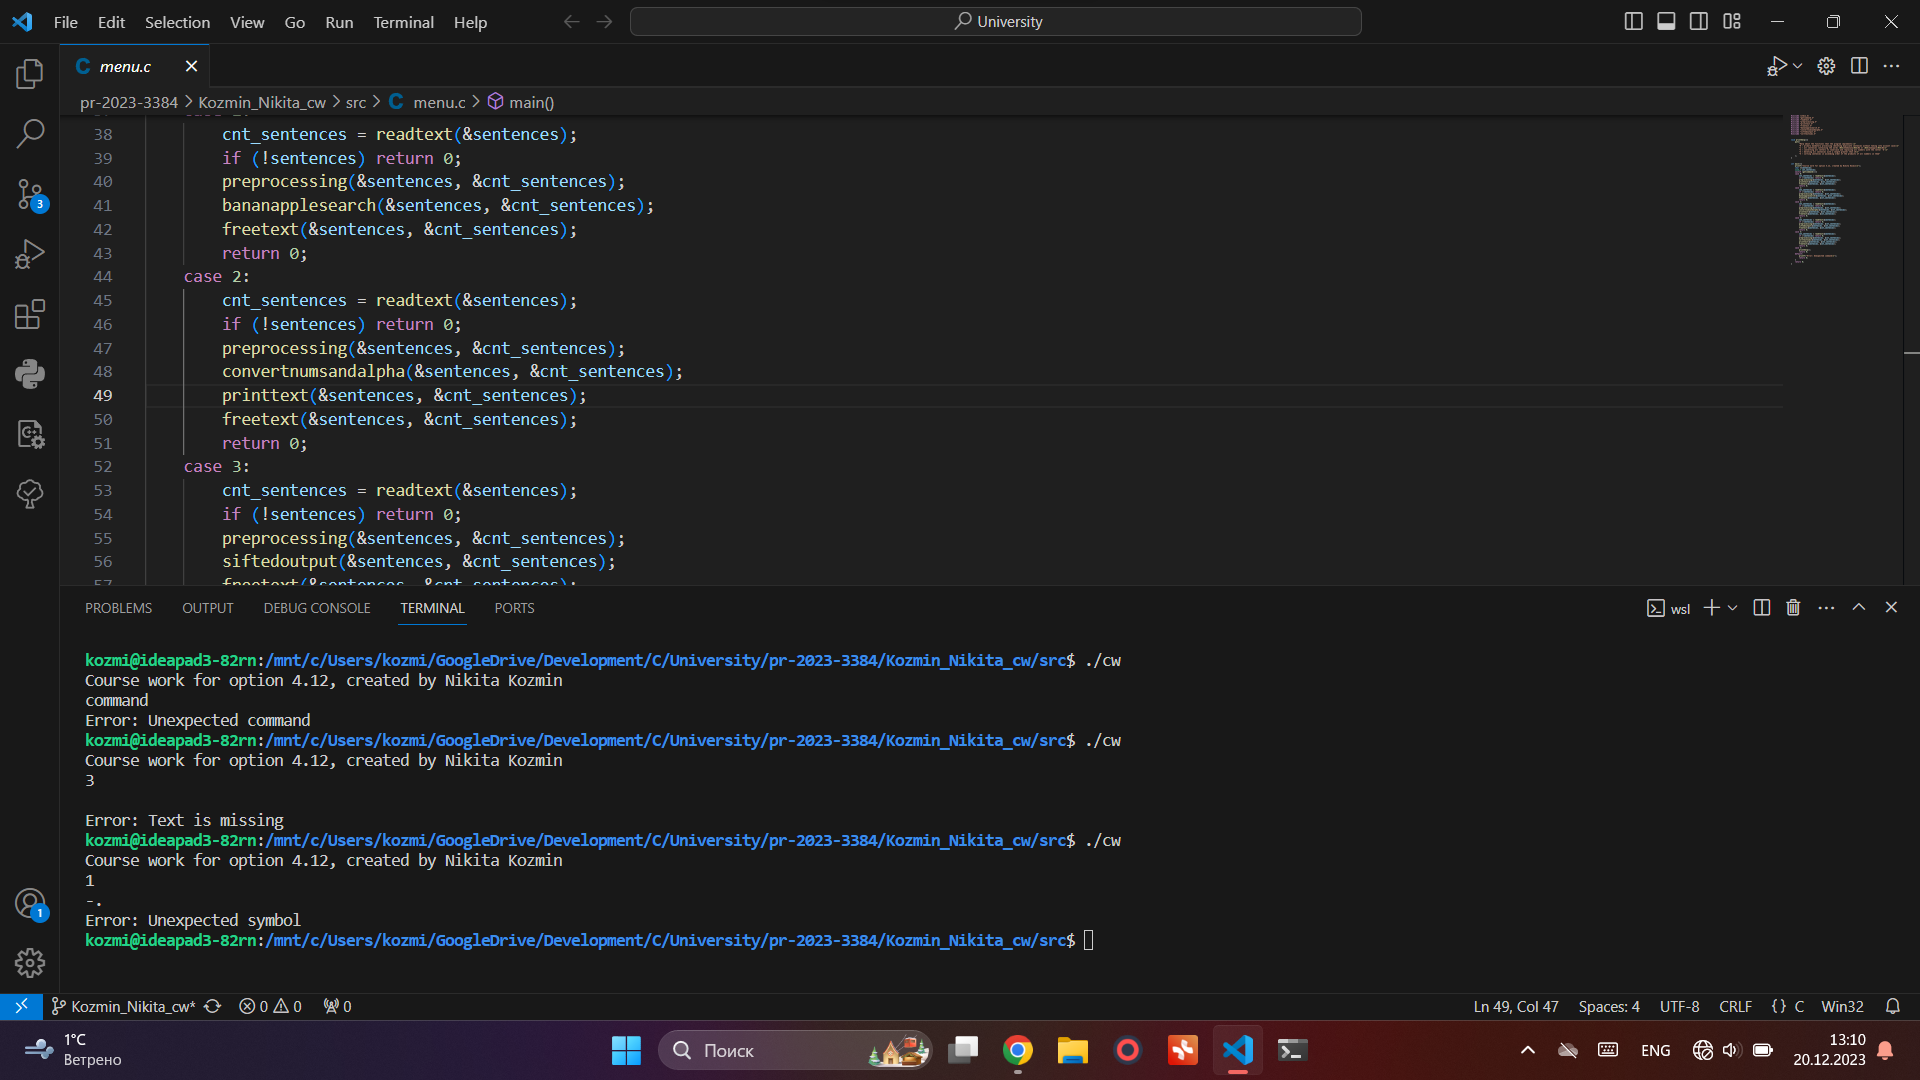 File Edit Selection View Go Run Terminal Help
University
menu.c
pr-2023-3384 > Kozmin_Nikita_cw > src > C menu.c > main()
38 cnt_sentences = readtext(&sentences);
39 if (!sentences) return 0;
40 preprocessing(&sentences, &cnt_sentences);
41 bananapplesearch(&sentences, &cnt_sentences);
42 freetext(&sentences, &cnt_sentences);
43 return 0;
44 case 2:
45 cnt_sentences = readtext(&sentences);
46 if (!sentences) return 0;
47 preprocessing(&sentences, &cnt_sentences);
48 convertnumsandalpha(&sentences, &cnt_sentences);
49 printtext(&sentences, &cnt_sentences);
50 freetext(&sentences, &cnt_sentences);
51 return 0;
52 case 3:
53 cnt_sentences = readtext(&sentences);
54 if (!sentences) return 0;
55 preprocessing(&sentences, &cnt_sentences);
56 siftedoutput(&sentences, &cnt_sentences);
57 freetext(&sentences, &cnt_sentences);
PROBLEMS OUTPUT DEBUG CONSOLE TERMINAL PORTS
wsl
kozmi@ideapad3-82rn:/mnt/c/Users/kozmi/GoogleDrive/Development/C/University/pr-2023-3384/Kozmin_Nikita_cw/src$ ./cw
Course work for option 4.12, created by Nikita Kozmin
command
Error: Unexpected command
kozmi@ideapad3-82rn:/mnt/c/Users/kozmi/GoogleDrive/Development/C/University/pr-2023-3384/Kozmin_Nikita_cw/src$ ./cw
Course work for option 4.12, created by Nikita Kozmin
3
Error: Text is missing
kozmi@ideapad3-82rn:/mnt/c/Users/kozmi/GoogleDrive/Development/C/University/pr-2023-3384/Kozmin_Nikita_cw/src$ ./cw
Course work for option 4.12, created by Nikita Kozmin
1
-.
Error: Unexpected symbol
kozmi@ideapad3-82rn:/mnt/c/Users/kozmi/GoogleDrive/Development/C/University/pr-2023-3384/Kozmin_Nikita_cw/src$
Kozmin_Nikita_cw* 0 0 0
Ln 49, Col 47 Spaces: 4 UTF-8 CRLF {} C Win32
1°C
Ветрено
Поиск
ENG
13:10
20.12.2023